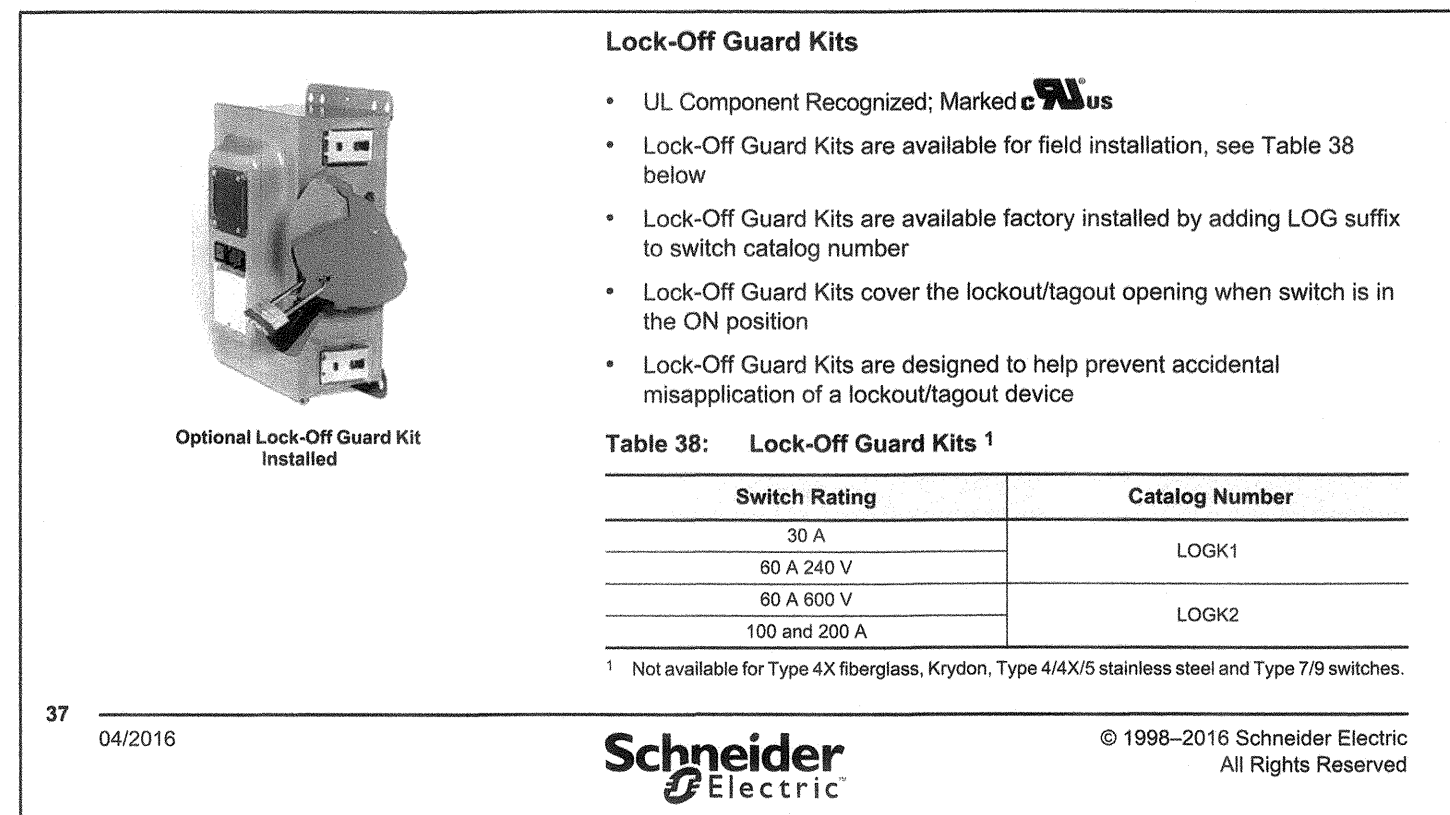 Lock-Off Guard Kits
• UL Component Recognized; Marked c RU® us
• Lock-Off Guard Kits are available for field installation, see Table 38
below
• Lock-Off Guard Kits are available factory installed by adding LOG suffix
to switch catalog number
• Lock-Off Guard Kits cover the lockout/tagout opening when switch is in
the ON position
• Lock-Off Guard Kits are designed to help prevent accidental
misapplication of a lockout/tagout device
Optional Lock-Off Guard Kit
Installed
Table 38: Lock-Off Guard Kits 1
Switch Rating Catalog Number
30 A
LOGK1
60 A 240 V
60 A 600 V
LOGK2
100 and 200 A
1 Not available for Type 4X fiberglass, Krydon, Type 4/4X/5 stainless steel and Type 7/9 switches.
37
04/2016
Schneider
Electric™
© 1998–2016 Schneider Electric
All Rights Reserved